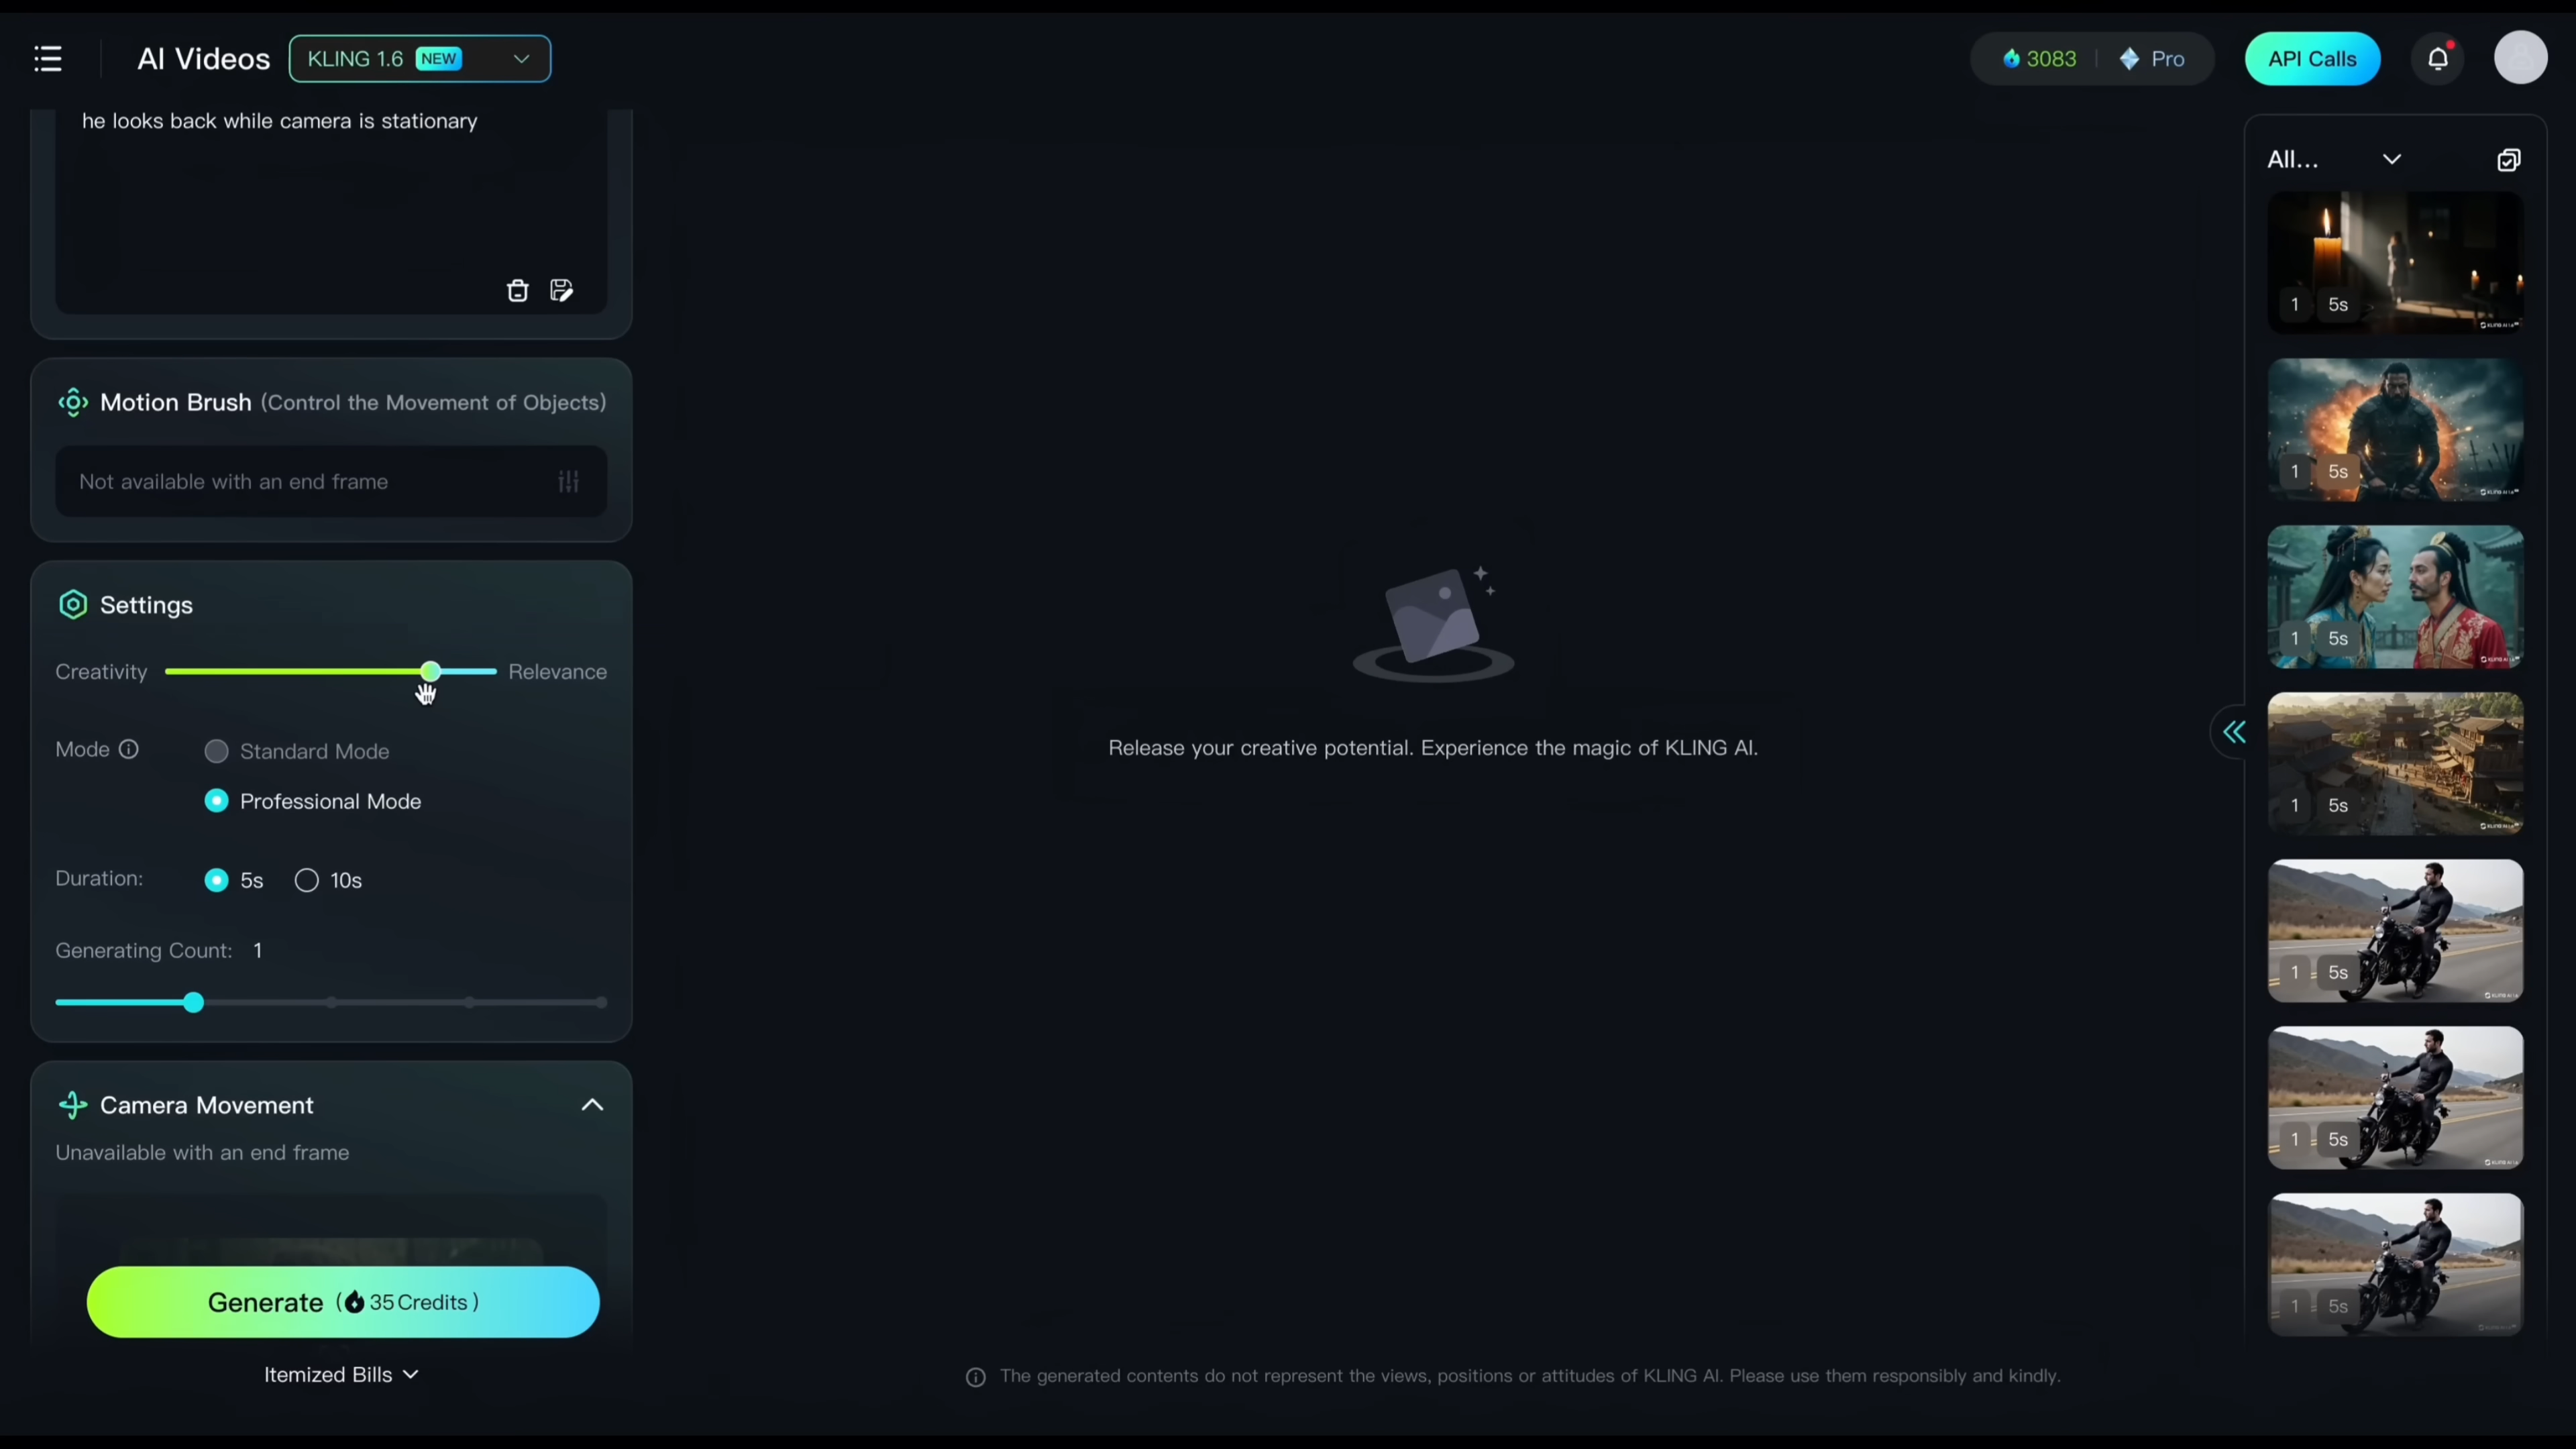 AI Videos
KLING 1.6 NEW
3083
Pro
API Calls
he looks back while camera is stationary
Motion Brush (Control the Movement of Objects)
Not available with an end frame
Settings
Creativity
Relevance
Mode
Standard Mode
Professional Mode
Duration:
5s
10s
Generating Count: 1
Camera Movement
Unavailable with an end frame
Generate ( 35 Credits )
Itemized Bills
Release your creative potential. Experience the magic of KLING AI.
The generated contents do not represent the views, positions or attitudes of KLING AI. Please use them responsibly and kindly.
All...
1 5s
1 5s
1 5s
1 5s
1 5s
1 5s
1 5s